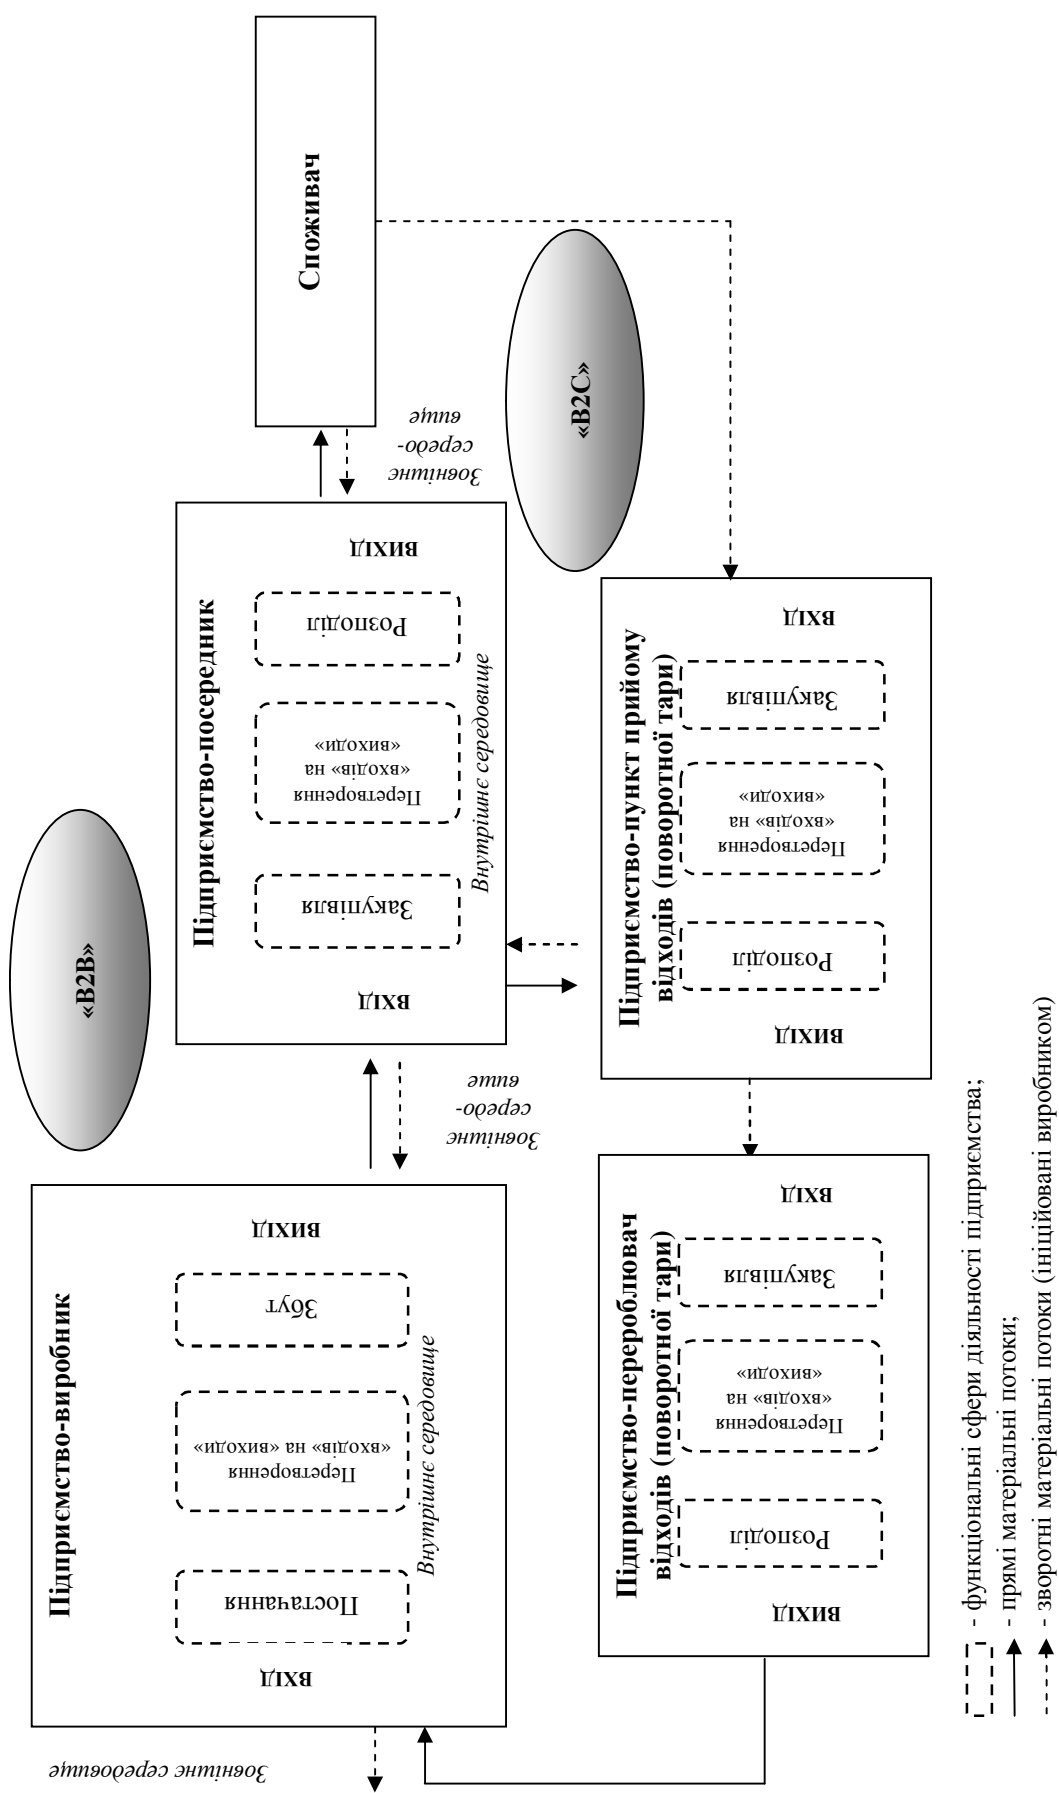 «B2B»
Підприємство-виробник
ВХІД
Постачання
Перетворення
«входів» на «виходи»
Збут
ВИХІД
Внутрішнє середовище
Зовнішнє середовище
Зовнішнє
середо-
вище
Підприємство-посередник
ВХІД
Закупівля
Перетворення
«входів» на
«виходи»
Розподіл
ВИХІД
Внутрішнє середовище
Зовнішнє
середо-
вище
Споживач
«B2C»
Підприємство-перероблювач
відходів (поворотної тари)
ВИХІД
Розподіл
Перетворення
«входів» на
«виходи»
Закупівля
ВХІД
Підприємство-пункт прийому
відходів (поворотної тари)
ВИХІД
Розподіл
Перетворення
«входів» на
«виходи»
Закупівля
ВХІД
- функціональні сфери діяльності підприємства;
- прямі матеріальні потоки;
- зворотні матеріальні потоки (ініційовані виробником)